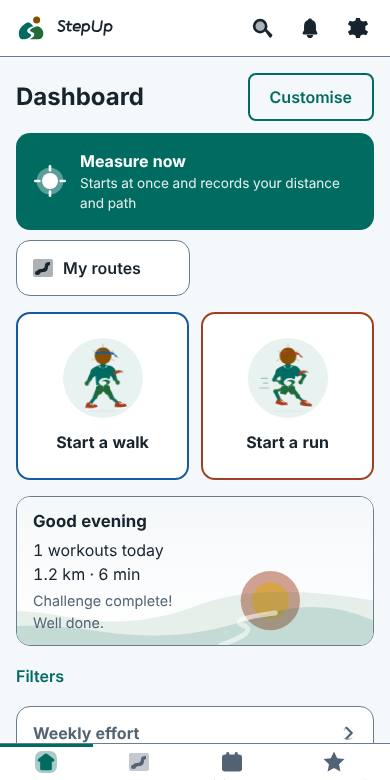 StepUp
Dashboard
Customise
Measure now
Starts at once and records your distance
and path
My routes
Start a walk
Start a run
Good evening
1 workouts today
1.2 km · 6 min
Challenge complete!
Well done.
Filters
Weekly effort